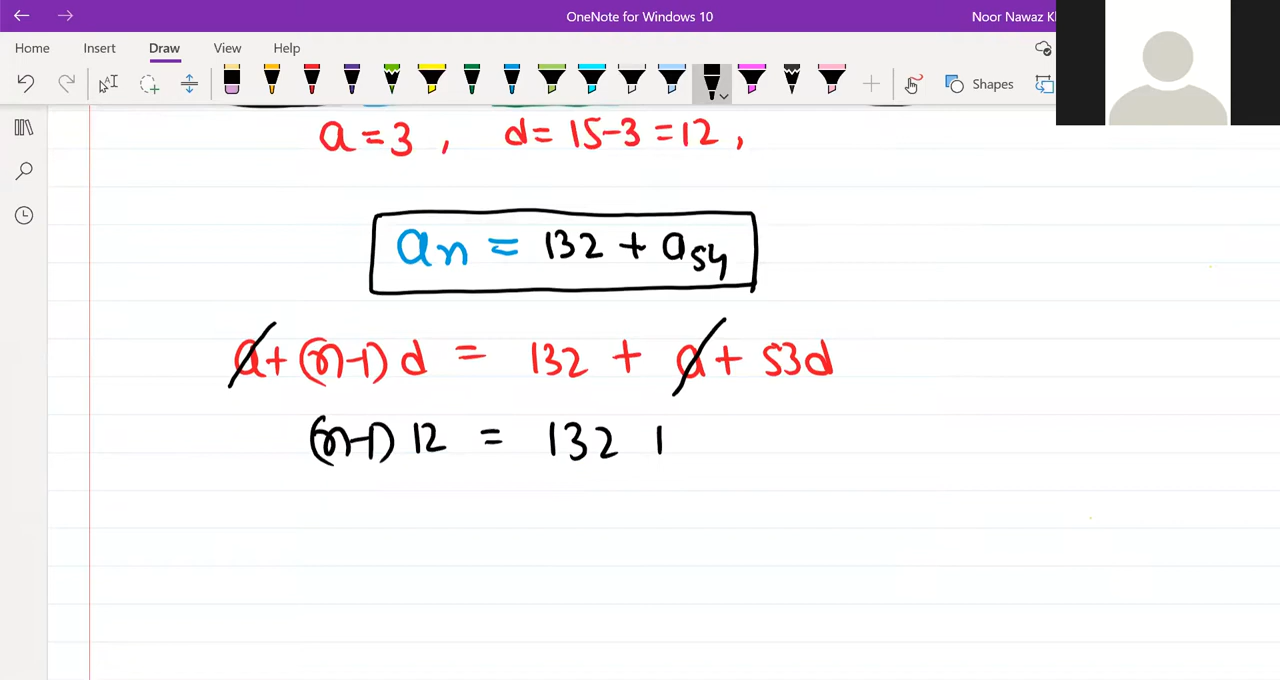 OneNote for Windows 10
Noor Nawaz K
Home Insert Draw View Help
Shapes
a = 3 , d = 15-3 = 12 ,
an = 132 + a54
a + (n-1) d = 132 + a + 53d
(n-1) 12 = 132 1